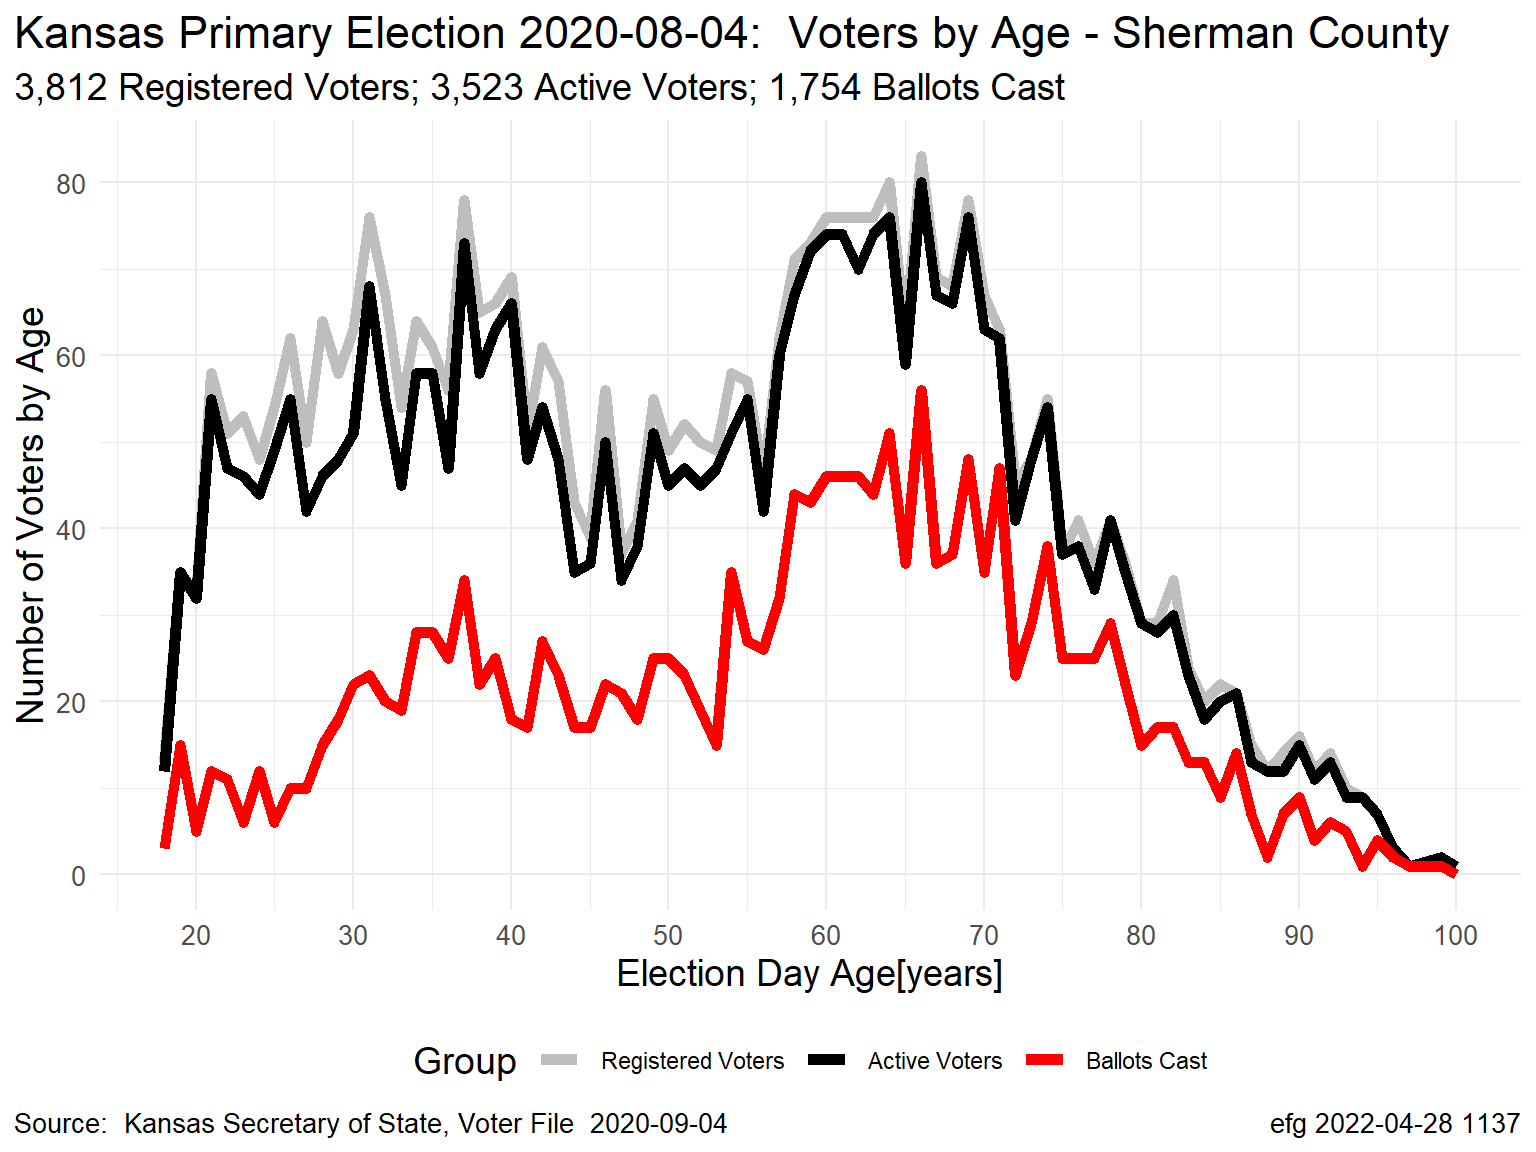 Kansas Primary Election 2020-08-04:  Voters by Age - Sherman County
3,812 Registered Voters; 3,523 Active Voters; 1,754 Ballots Cast
Number of Voters by Age
80
60
40
20
0
20 30 40 50 60 70 80 90 100
Election Day Age[years]
Group Registered Voters Active Voters Ballots Cast
Source:  Kansas Secretary of State, Voter File  2020-09-04
efg 2022-04-28 1137